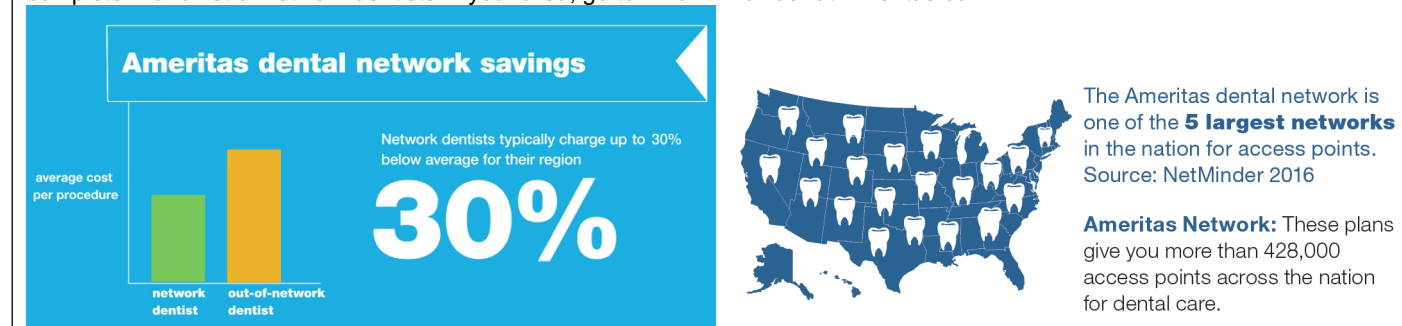 Ameritas dental network savings
Network dentists typically charge up to 30%
below average for their region
30%
average cost
per procedure
network
dentist
out-of-network
dentist
The Ameritas dental network is
one of the 5 largest networks
in the nation for access points.
Source: NetMinder 2016
Ameritas Network: These plans
give you more than 428,000
access points across the nation
for dental care.